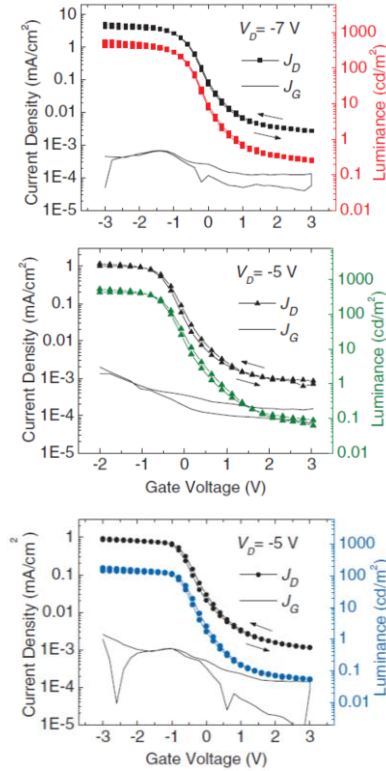 Current Density (mA/cm²)
10
1
0.1
0.01
1E-3
1E-4
1E-5
V_D= -7 V
J_D
J_G
1000
100
10
1
0.1
0.01
Luminance (cd/m²)
-3 -2 -1 0 1 2 3
Current Density (mA/cm²)
1
0.1
0.01
1E-3
1E-4
1E-5
V_D= -5 V
J_D
J_G
1000
100
10
1
0.1
0.01
Luminance (cd/m²)
-2 -1 0 1 2 3
Gate Voltage (V)
Current Density (mA/cm²)
1
0.1
0.01
1E-3
1E-4
1E-5
V_D= -5 V
J_D
J_G
1000
100
10
1
0.1
0.01
Luminance (cd/m²)
-3 -2 -1 0 1 2 3
Gate Voltage (V)